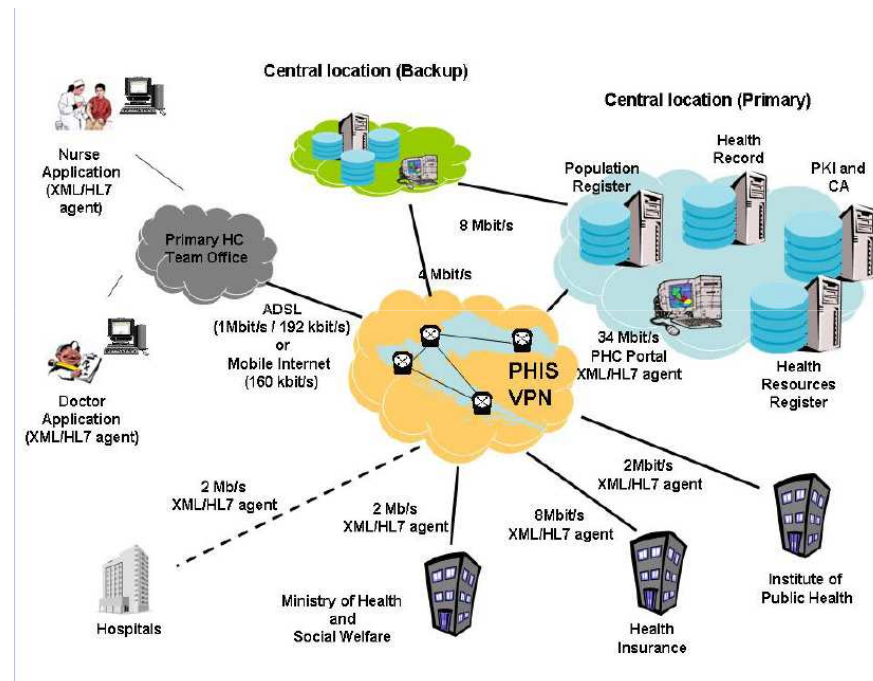 Central location (Backup)
Central location (Primary)
Nurse
Application
(XML/HL7
agent)
Population
Register
Health
Record
PKI and
CA
8 Mbit/s
Primary HC
Team Office
4 Mbit/s
ADSL
(1Mbit/s / 192 kbit/s)
or
Mobile Internet
(160 kbit/s)
34 Mbit/s
PHC Portal
XML/HL7 agent
Health
Resources
Register
PHIS
VPN
Doctor
Application
(XML/HL7 agent)
2 Mb/s
XML/HL7 agent
2 Mb/s
XML/HL7 agent
8Mbit/s
XML/HL7 agent
2Mbit/s
XML/HL7 agent
Hospitals
Ministry of Health
and
Social Welfare
Health
Insurance
Institute of
Public Health